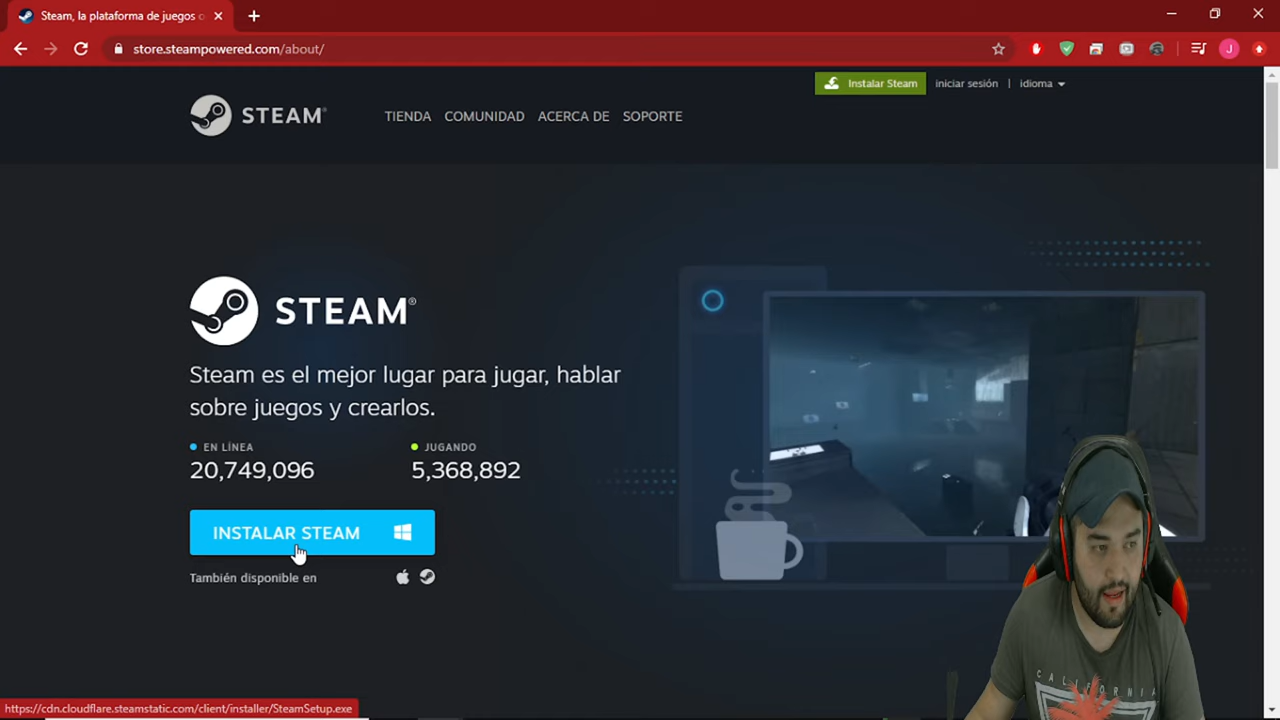 Steam, la plataforma de juegos
store.steampowered.com/about/
J
Instalar Steam
iniciar sesión | idioma
STEAM®
TIENDA COMUNIDAD ACERCA DE SOPORTE
STEAM®
Steam es el mejor lugar para jugar, hablar
sobre juegos y crearlos.
EN LÍNEA JUGANDO
20,749,096 5,368,892
INSTALAR STEAM
También disponible en
CALIFORNIA
https://cdn.cloudflare.steamstatic.com/client/installer/SteamSetup.exe